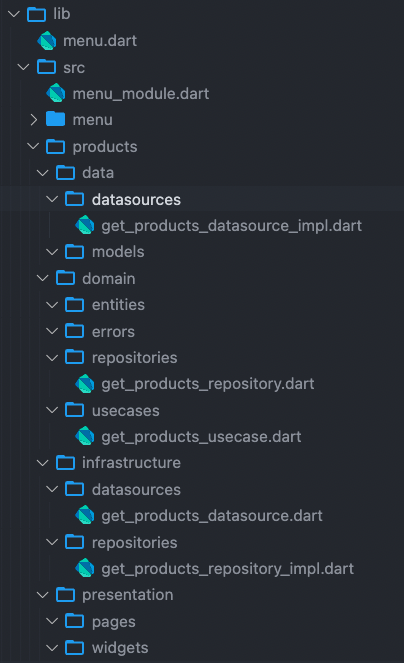 lib
menu.dart
src
menu_module.dart
menu
products
data
datasources
get_products_datasource_impl.dart
models
domain
entities
errors
repositories
get_products_repository.dart
usecases
get_products_usecase.dart
infrastructure
datasources
get_products_datasource.dart
repositories
get_products_repository_impl.dart
presentation
pages
widgets